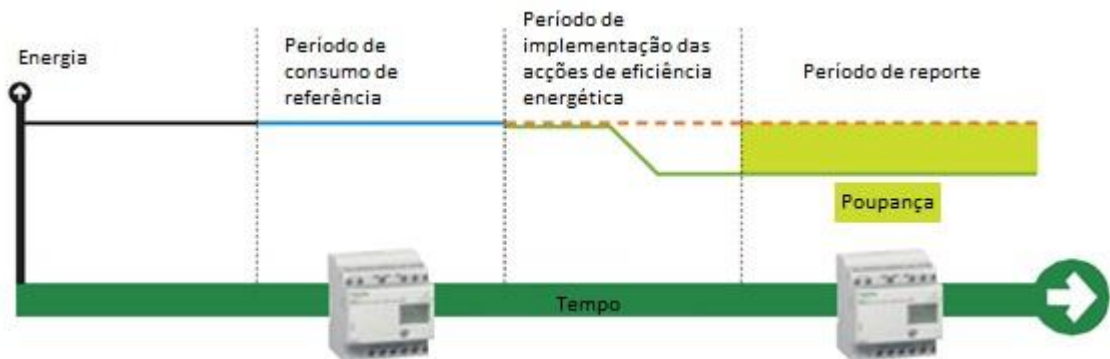 Energia
Período de
consumo de
referência
Período de
implementação das
acções de eficiência
energética
Período de reporte
Poupança
Tempo